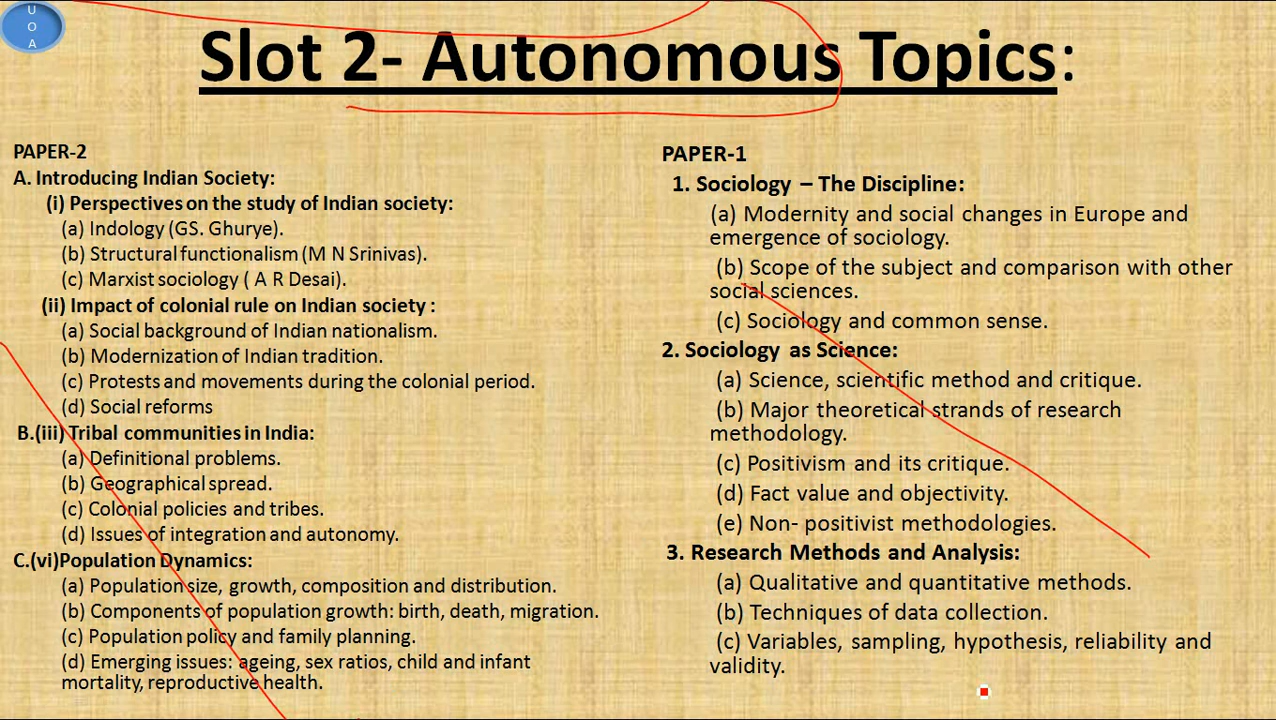 U
O
A
Slot 2- Autonomous Topics:
PAPER-2
A. Introducing Indian Society:
(i) Perspectives on the study of Indian society:
(a) Indology (GS. Ghurye).
(b) Structural functionalism (M N Srinivas).
(c) Marxist sociology ( A R Desai).
(ii) Impact of colonial rule on Indian society :
(a) Social background of Indian nationalism.
(b) Modernization of Indian tradition.
(c) Protests and movements during the colonial period.
(d) Social reforms
B.(iii) Tribal communities in India:
(a) Definitional problems.
(b) Geographical spread.
(c) Colonial policies and tribes.
(d) Issues of integration and autonomy.
C.(vi)Population Dynamics:
(a) Population size, growth, composition and distribution.
(b) Components of population growth: birth, death, migration.
(c) Population policy and family planning.
(d) Emerging issues: ageing, sex ratios, child and infant
mortality, reproductive health.
PAPER-1
1. Sociology – The Discipline:
(a) Modernity and social changes in Europe and
emergence of sociology.
(b) Scope of the subject and comparison with other
social sciences.
(c) Sociology and common sense.
2. Sociology as Science:
(a) Science, scientific method and critique.
(b) Major theoretical strands of research
methodology.
(c) Positivism and its critique.
(d) Fact value and objectivity.
(e) Non- positivist methodologies.
3. Research Methods and Analysis:
(a) Qualitative and quantitative methods.
(b) Techniques of data collection.
(c) Variables, sampling, hypothesis, reliability and
validity.